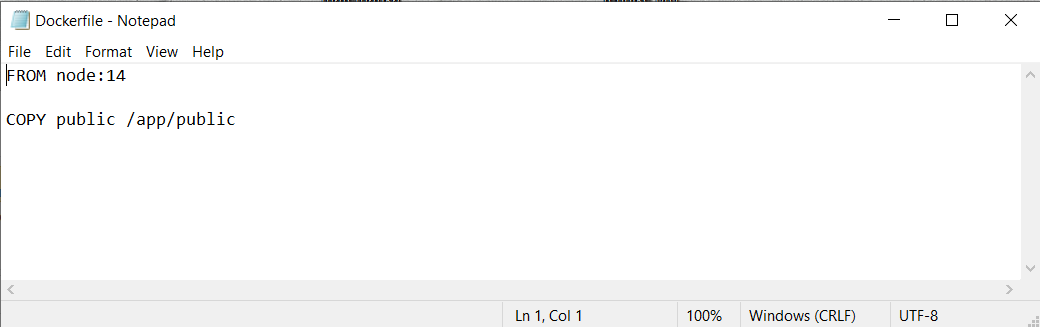 Dockerfile - Notepad
File Edit Format View Help
FROM node:14
COPY public /app/public
Ln 1, Col 1 100% Windows (CRLF) UTF-8